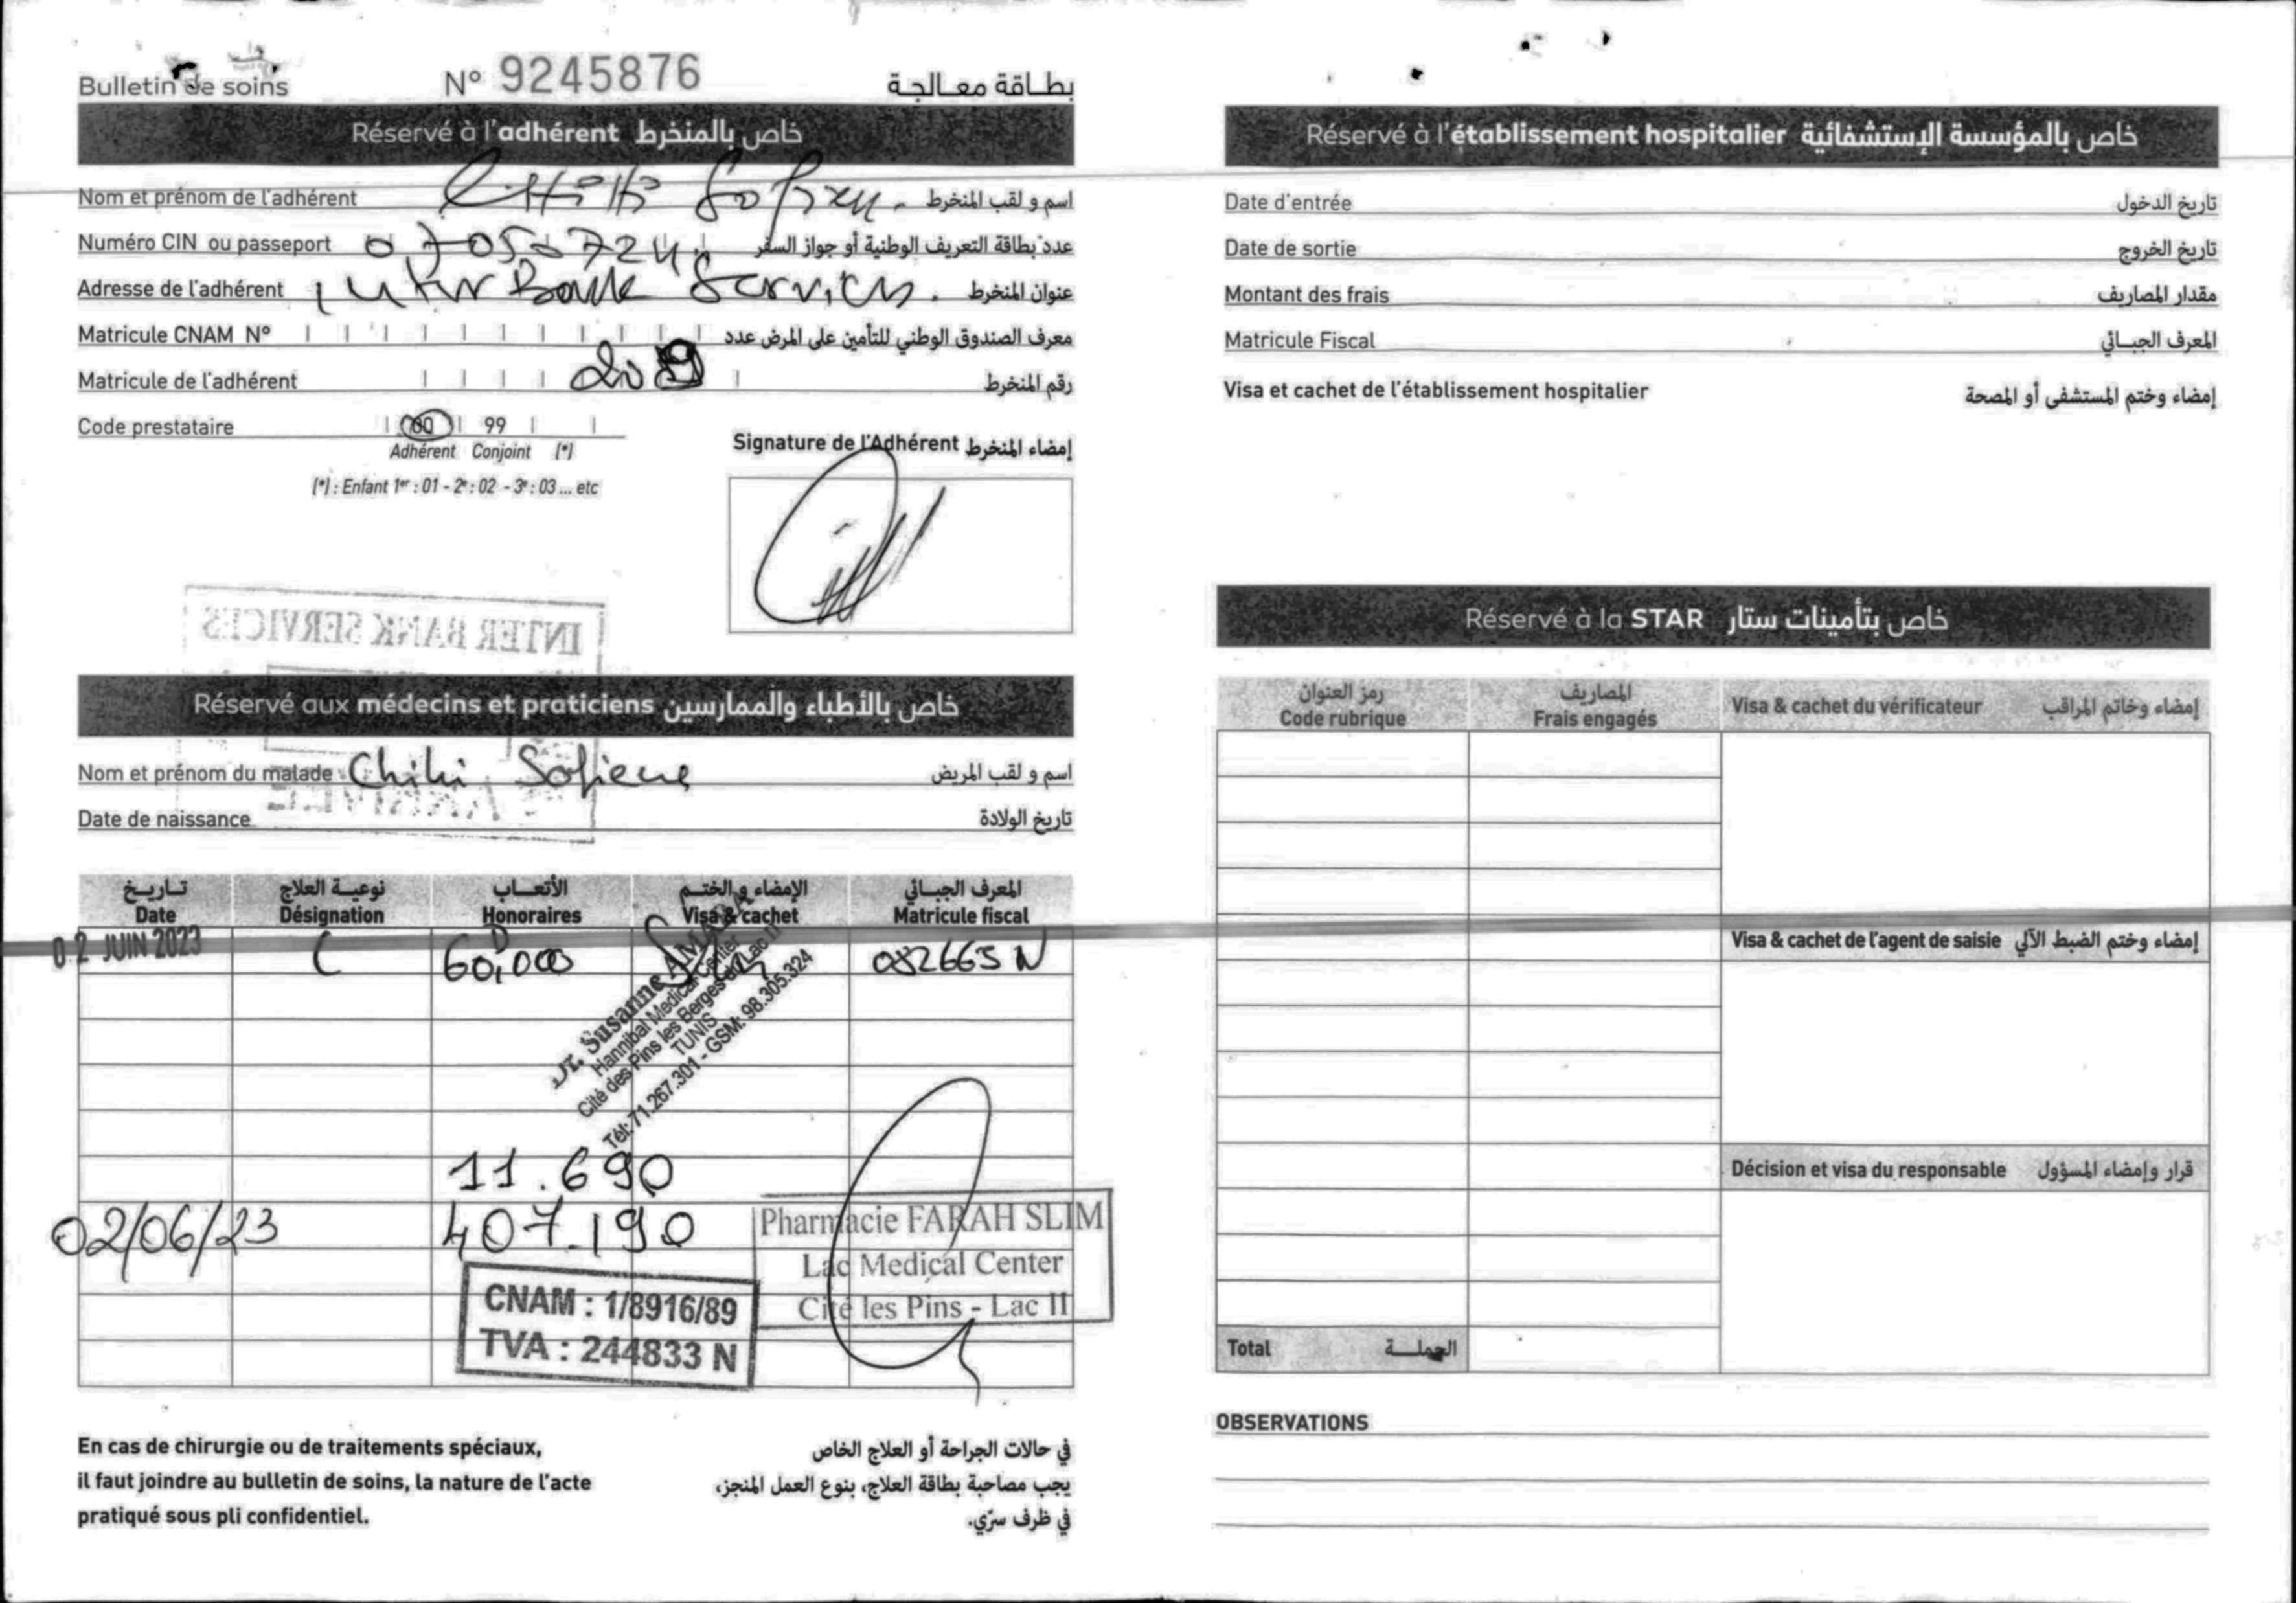 Bulletin de soins N° 9245876 بطاقة معالجة
Réservé à l'adhérent خاص بالمنخرط
Nom et prénom de l'adhérent اسم و لقب المنخرط
Numéro CIN ou passeport 07050724 عدد بطاقة التعريف الوطنية أو جواز السفر
Adresse de l'adhérent Inter Bank Services. عنوان المنخرط
Matricule CNAM N° معرف الصندوق الوطني للتأمين على المرض عدد
Matricule de l'adhérent 209 رقم المنخرط
Code prestataire 00 99
Adhérent Conjoint (*)
(*) : Enfant 1er : 01 - 2e : 02 - 3e : 03 ... etc
Signature de l'Adhérent إمضاء المنخرط
INTER BANK SERVICES
Réservé aux médecins et praticiens خاص بالأطباء والممارسين
Nom et prénom du malade Chihi Sofiene اسم و لقب المريض
Date de naissance تاريخ الولادة
تـاريـخ نوعيـة العلاج الأتعـاب الإمضاء و الختـم المعرف الجبـائي
Date Désignation Honoraires Visa & cachet Matricule fiscal
02 JUIN 2023 C 60,000 D 082665 N
Dr. Susanne AMARA
Hannibal Medical Center
Cité des Pins les Berges du Lac II
TUNIS
Tél: 71.267.301 - GSM: 98.305.324
11.690
02/06/23 407.190
Pharmacie FARAH SLIM
Lac Medical Center
Cité les Pins - Lac II
CNAM : 1/8916/89
TVA : 244833 N
En cas de chirurgie ou de traitements spéciaux,
il faut joindre au bulletin de soins, la nature de l'acte
pratiqué sous pli confidentiel.
في حالات الجراحة أو العلاج الخاص
يجب مصاحبة بطاقة العلاج، بنوع العمل المنجز،
في ظرف سرّي.
Réservé à l'établissement hospitalier خاص بالمؤسسة الإستشفائية
Date d'entrée تاريخ الدخول
Date de sortie تاريخ الخروج
Montant des frais مقدار المصاريف
Matricule Fiscal المعرف الجبـائي
Visa et cachet de l'établissement hospitalier إمضاء وختم المستشفى أو المصحة
Réservé à la STAR خاص بتأمينات ستار
رمز العنوان المصاريف
Code rubrique Frais engagés Visa & cachet du vérificateur إمضاء وخاتم المراقب
Visa & cachet de l'agent de saisie إمضاء وختم الضبط الآلي
Décision et visa du responsable قرار وإمضاء المسؤول
Total الجملـــة
OBSERVATIONS